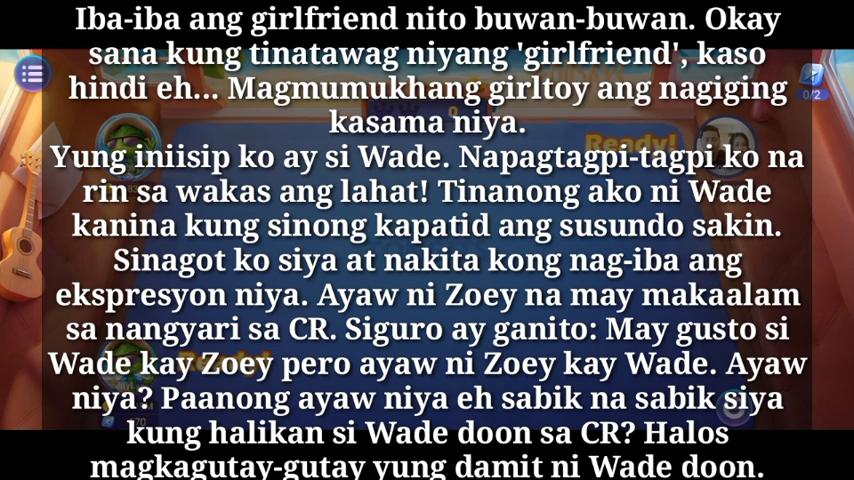 Iba-iba ang girlfriend nito buwan-buwan. Okay
sana kung tinatawag niyang 'girlfriend', kaso
hindi eh... Magmumukhang girltoy ang nagiging
kasama niya.
Yung iniisip ko ay si Wade. Napagtagpi-tagpi ko na
rin sa wakas ang lahat! Tinanong ako ni Wade
kanina kung sinong kapatid ang susundo sakin.
Sinagot ko siya at nakita kong nag-iba ang
ekspresyon niya. Ayaw ni Zoey na may makaalam
sa nangyari sa CR. Siguro ay ganito: May gusto si
Wade kay Zoey pero ayaw ni Zoey kay Wade. Ayaw
niya? Paanong ayaw niya eh sabik na sabik siya
kung halikan si Wade doon sa CR? Halos
magkagutay-gutay yung damit ni Wade doon.
0/2
Ready!